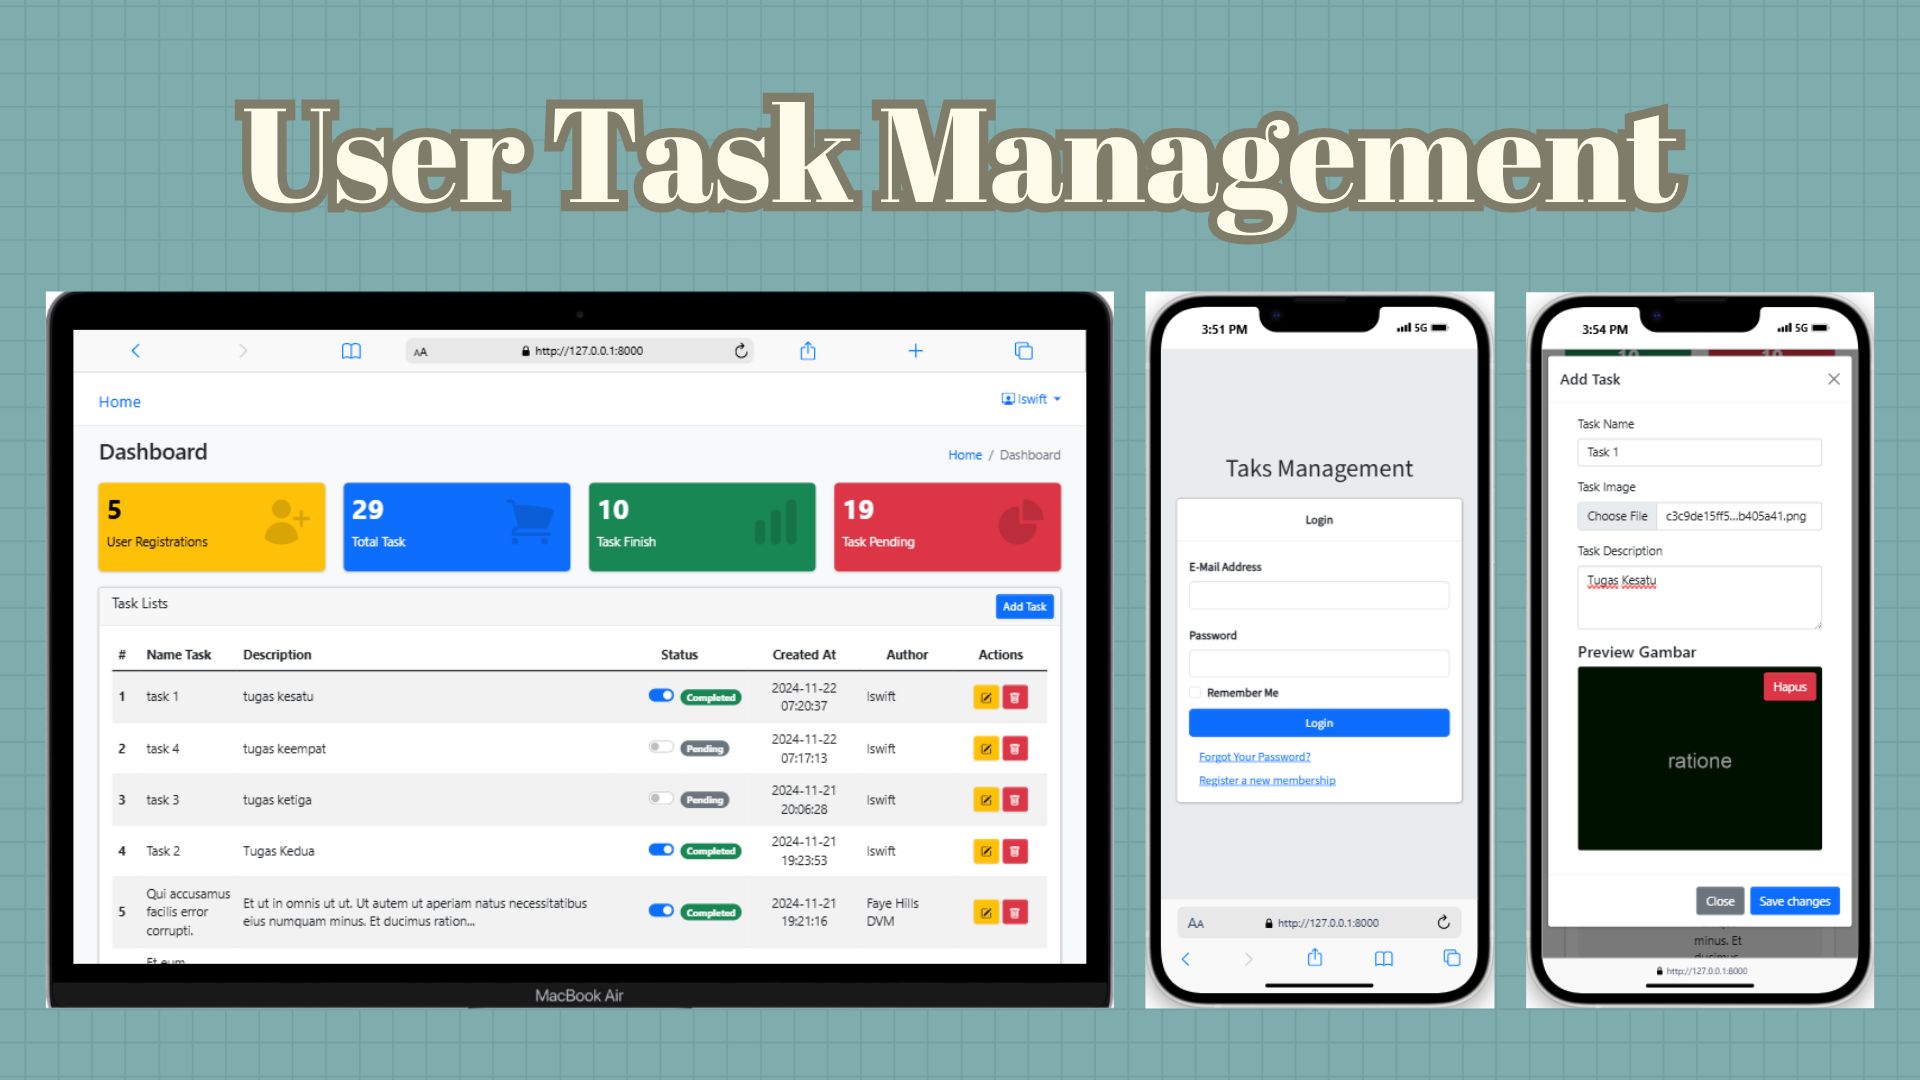 User Task Management
AA http://127.0.0.1:8000
Home
Iswift
Dashboard
Home / Dashboard
5
User Registrations
29
Total Task
10
Task Finish
19
Task Pending
Task Lists
Add Task
# Name Task Description Status Created At Author Actions
1 task 1 tugas kesatu Completed 2024-11-22 07:20:37 Iswift
2 task 4 tugas keempat Pending 2024-11-22 07:17:13 Iswift
3 task 3 tugas ketiga Pending 2024-11-21 20:06:28 Iswift
4 Task 2 Tugas Kedua Completed 2024-11-21 19:23:53 Iswift
5 Qui accusamus facilis error corrupti. Et ut in omnis ut ut. Ut autem ut aperiam natus necessitatibus eius numquam minus. Et ducimus ration... Completed 2024-11-21 19:21:16 Faye Hills DVM
Et eum
MacBook Air
3:51 PM 5G
Taks Management
Login
E-Mail Address
Password
Remember Me
Login
Forgot Your Password?
Register a new membership
AA http://127.0.0.1:8000
3:54 PM 5G
10 19
Add Task
Task Name
Task 1
Task Image
Choose File c3c9de15ff5...b405a41.png
Task Description
Tugas Kesatu
Preview Gambar
Hapus
ratione
Close Save changes
minus. Et
ducimus
http://127.0.0.1:8000